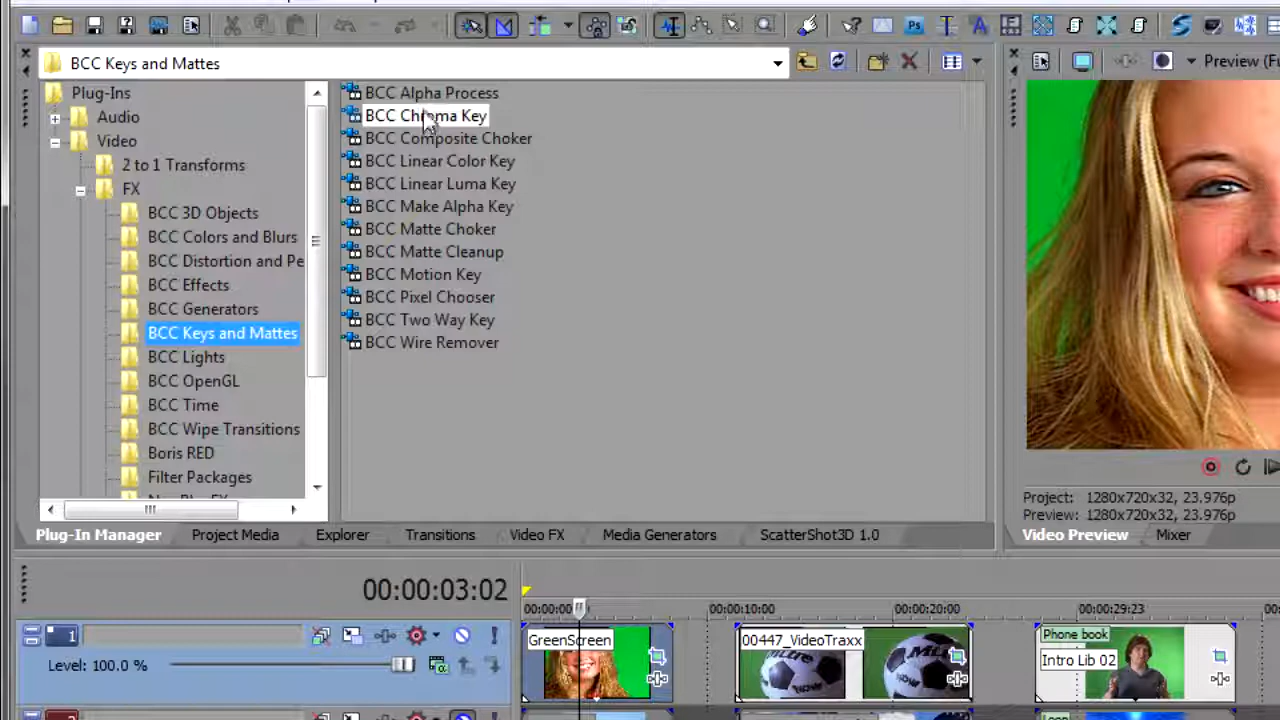 BCC Keys and Mattes
Preview (Fu
Plug-Ins
Audio
Video
2 to 1 Transforms
FX
BCC 3D Objects
BCC Colors and Blurs
BCC Distortion and Pe
BCC Effects
BCC Generators
BCC Keys and Mattes
BCC Lights
BCC OpenGL
BCC Time
BCC Wipe Transitions
Boris RED
Filter Packages
BCC Alpha Process
BCC Chroma Key
BCC Composite Choker
BCC Linear Color Key
BCC Linear Luma Key
BCC Make Alpha Key
BCC Matte Choker
BCC Matte Cleanup
BCC Motion Key
BCC Pixel Chooser
BCC Two Way Key
BCC Wire Remover
Project: 1280x720x32, 23.976p
Preview: 1280x720x32, 23.976p
Plug-In Manager
Project Media
Explorer
Transitions
Video FX
Media Generators
ScatterShot3D 1.0
Video Preview
Mixer
00:00:03:02
00:00:00
00:00:10:00
00:00:20:00
00:00:29:23
1
Level: 100.0 %
GreenScreen
00447_VideoTraxx
Phone book
Intro Lib 02